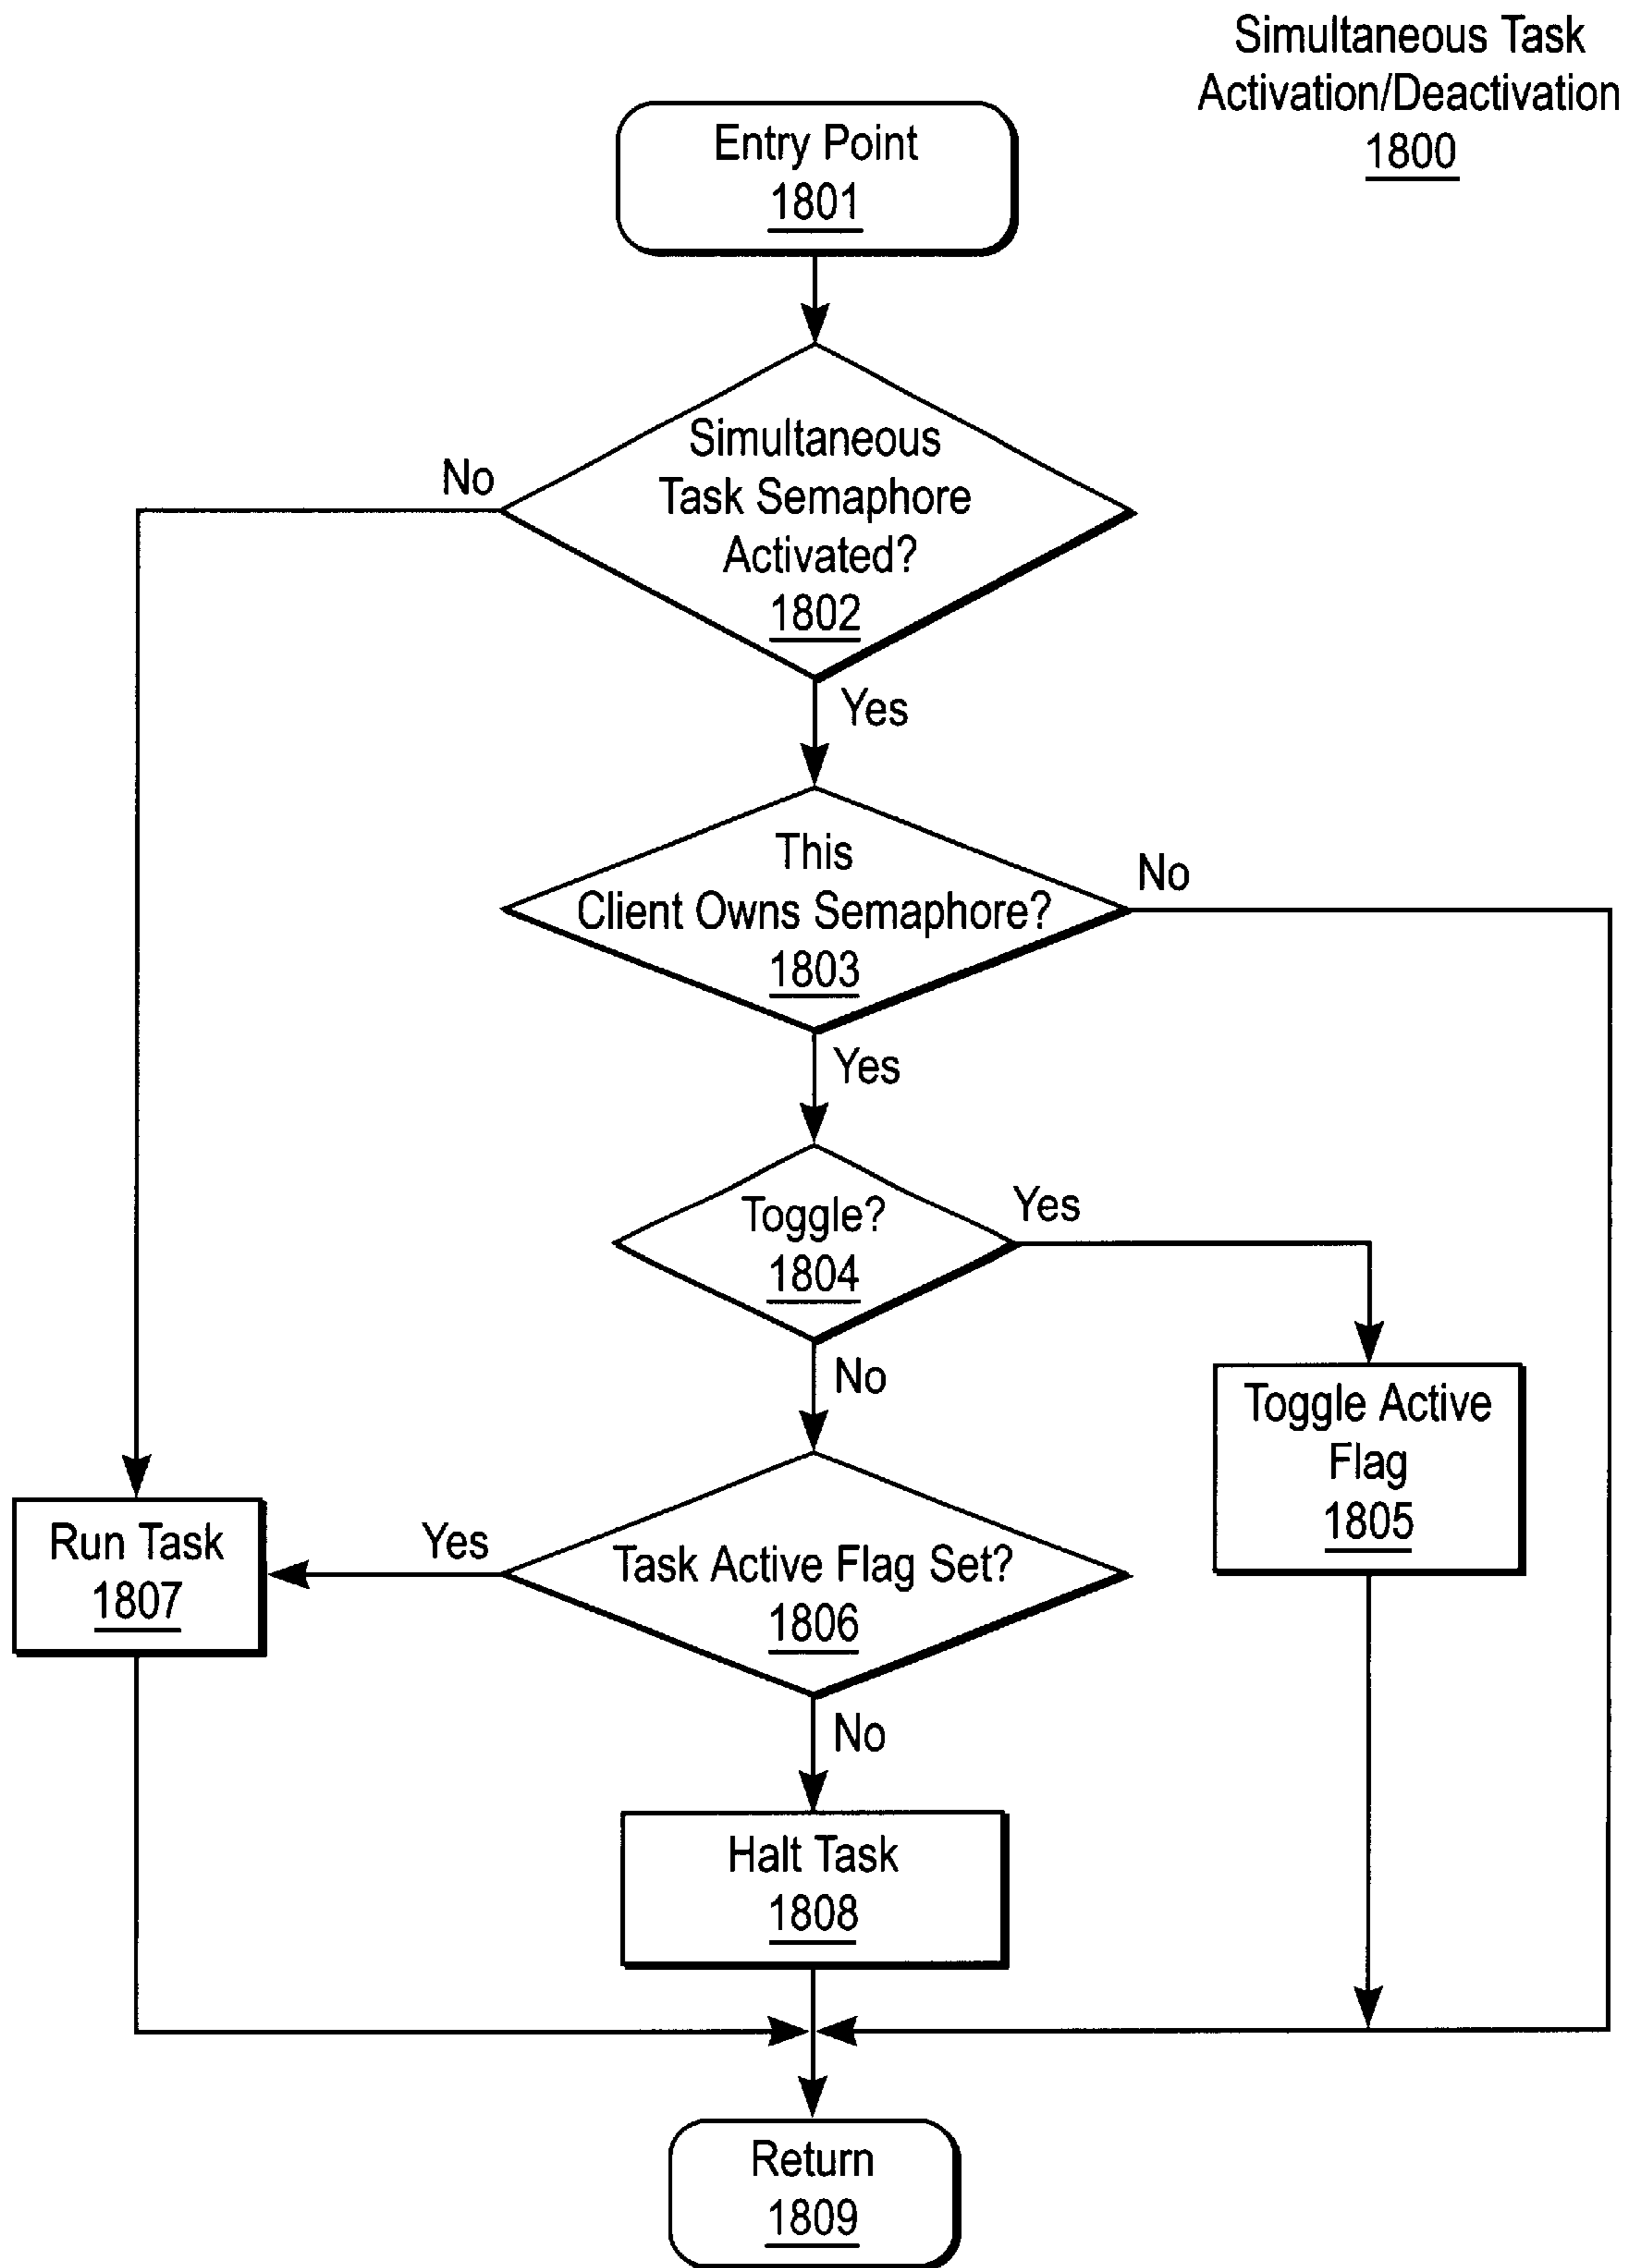 Simultaneous Task
Activation/Deactivation
1800
Entry Point
1801
Simultaneous
Task Semaphore
Activated?
1802
No
Yes
This
Client Owns Semaphore?
1803
No
Yes
Toggle?
1804
Yes
No
Toggle Active
Flag
1805
Task Active Flag Set?
1806
Yes
Run Task
1807
No
Halt Task
1808
Return
1809